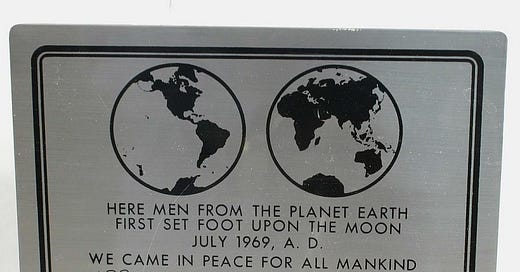 HERE MEN FROM THE PLANET EARTH
FIRST SET FOOT UPON THE MOON
JULY 1969, A. D.
WE CAME IN PEACE FOR ALL MANKIND